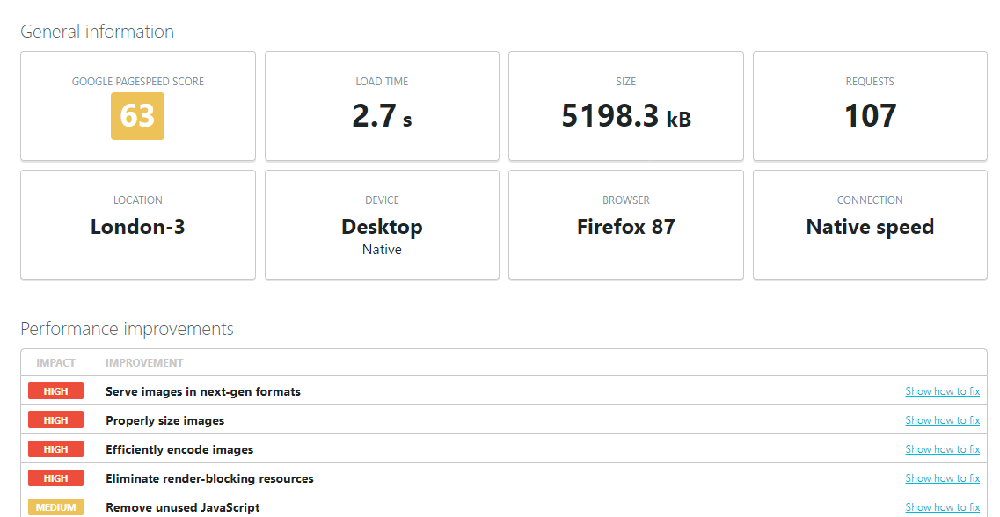 General information
GOOGLE PAGESPEED SCORE
63
LOAD TIME
2.7 s
SIZE
5198.3 kB
REQUESTS
107
LOCATION
London-3
DEVICE
Desktop
Native
BROWSER
Firefox 87
CONNECTION
Native speed
Performance improvements
IMPACT IMPROVEMENT
HIGH Serve images in next-gen formats Show how to fix
HIGH Properly size images Show how to fix
HIGH Efficiently encode images Show how to fix
HIGH Eliminate render-blocking resources Show how to fix
MEDIUM Remove unused JavaScript Show how to fix